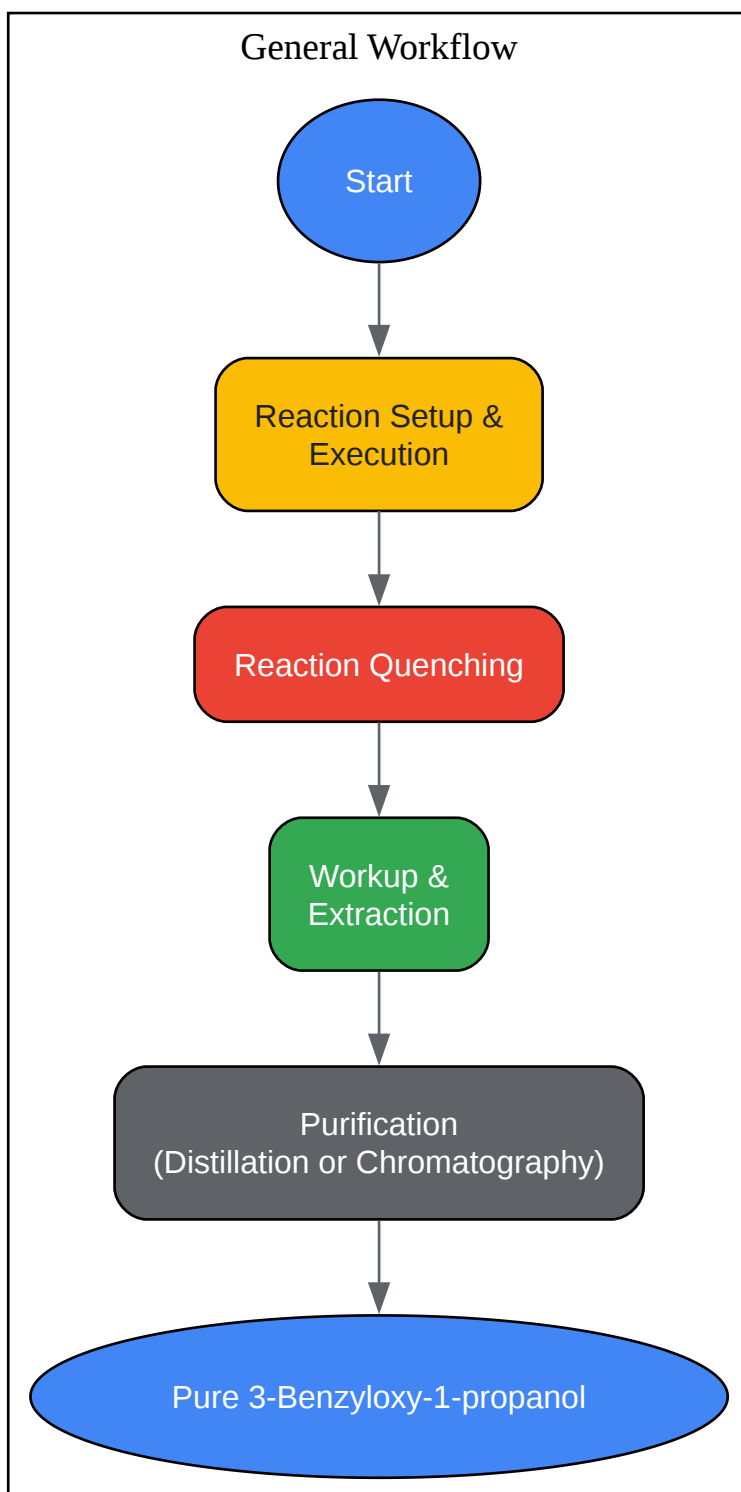 General Workflow
Start
Reaction Setup &
Execution
Reaction Quenching
Workup &
Extraction
Purification
(Distillation or Chromatography)
Pure 3-Benzyloxy-1-propanol